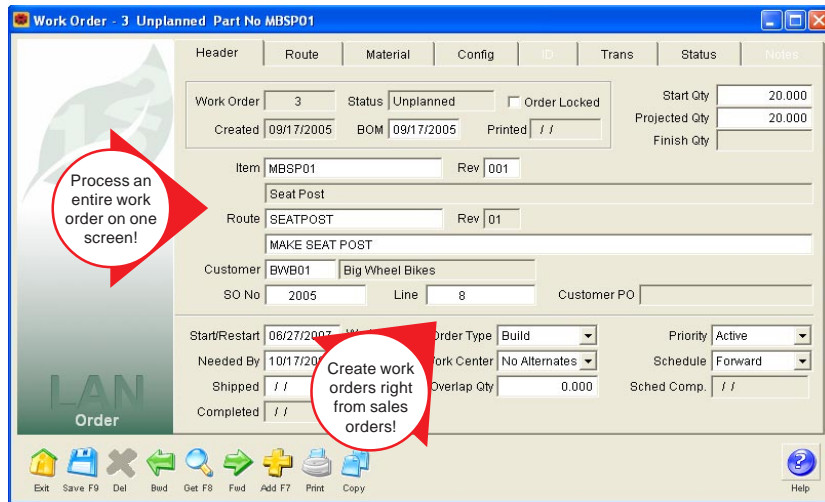 Work Order - 3 Unplanned Part No MBSP01
Header Route Material Config ID Trans Status Notes
Work Order 3 Status Unplanned Order Locked Start Qty 20.000
Created 09/17/2005 BOM 09/17/2005 Printed / / Projected Qty 20.000
Finish Qty
Item MBSP01 Rev 001
Seat Post
Route SEATPOST Rev 01
MAKE SEAT POST
Customer BWB01 Big Wheel Bikes
SO No 2005 Line 8 Customer PO
Process an
entire work
order on one
screen!
Start/Restart 06/27/2007 Order Type Build Priority Active
Needed By Work Center No Alternates Schedule Forward
Shipped / / Overlap Qty 0.000 Sched Comp. / /
Completed / /
Create work
orders right
from sales
orders!
LAN
Order
Exit Save F9 Del Bwd Get F8 Fwd Add F7 Print Copy Help